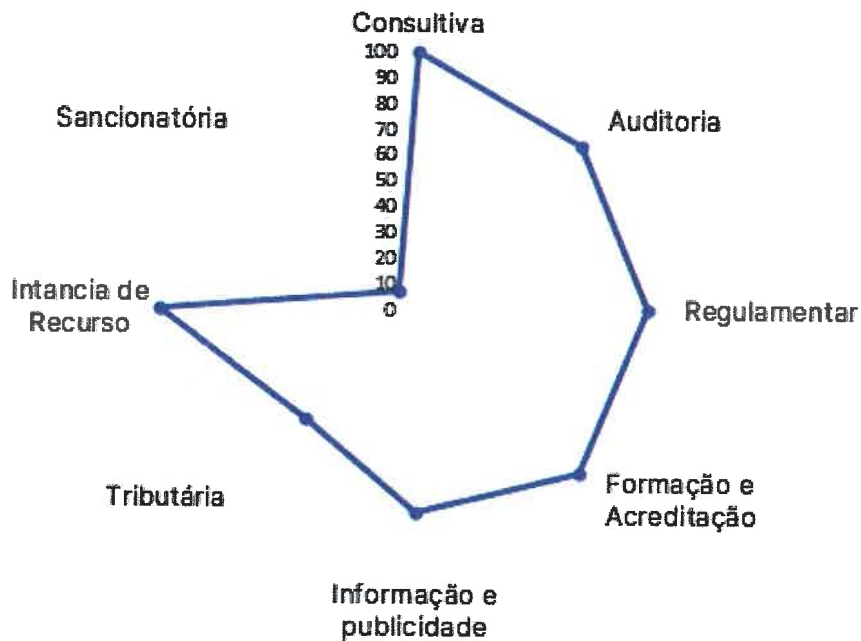 Consultiva
100
90
80
70
60
50
40
30
20
10
0
Auditoria
Regulamentar
Formação e
Acreditação
Informação e
publicidade
Tributária
Intancia de
Recurso
Sancionatória